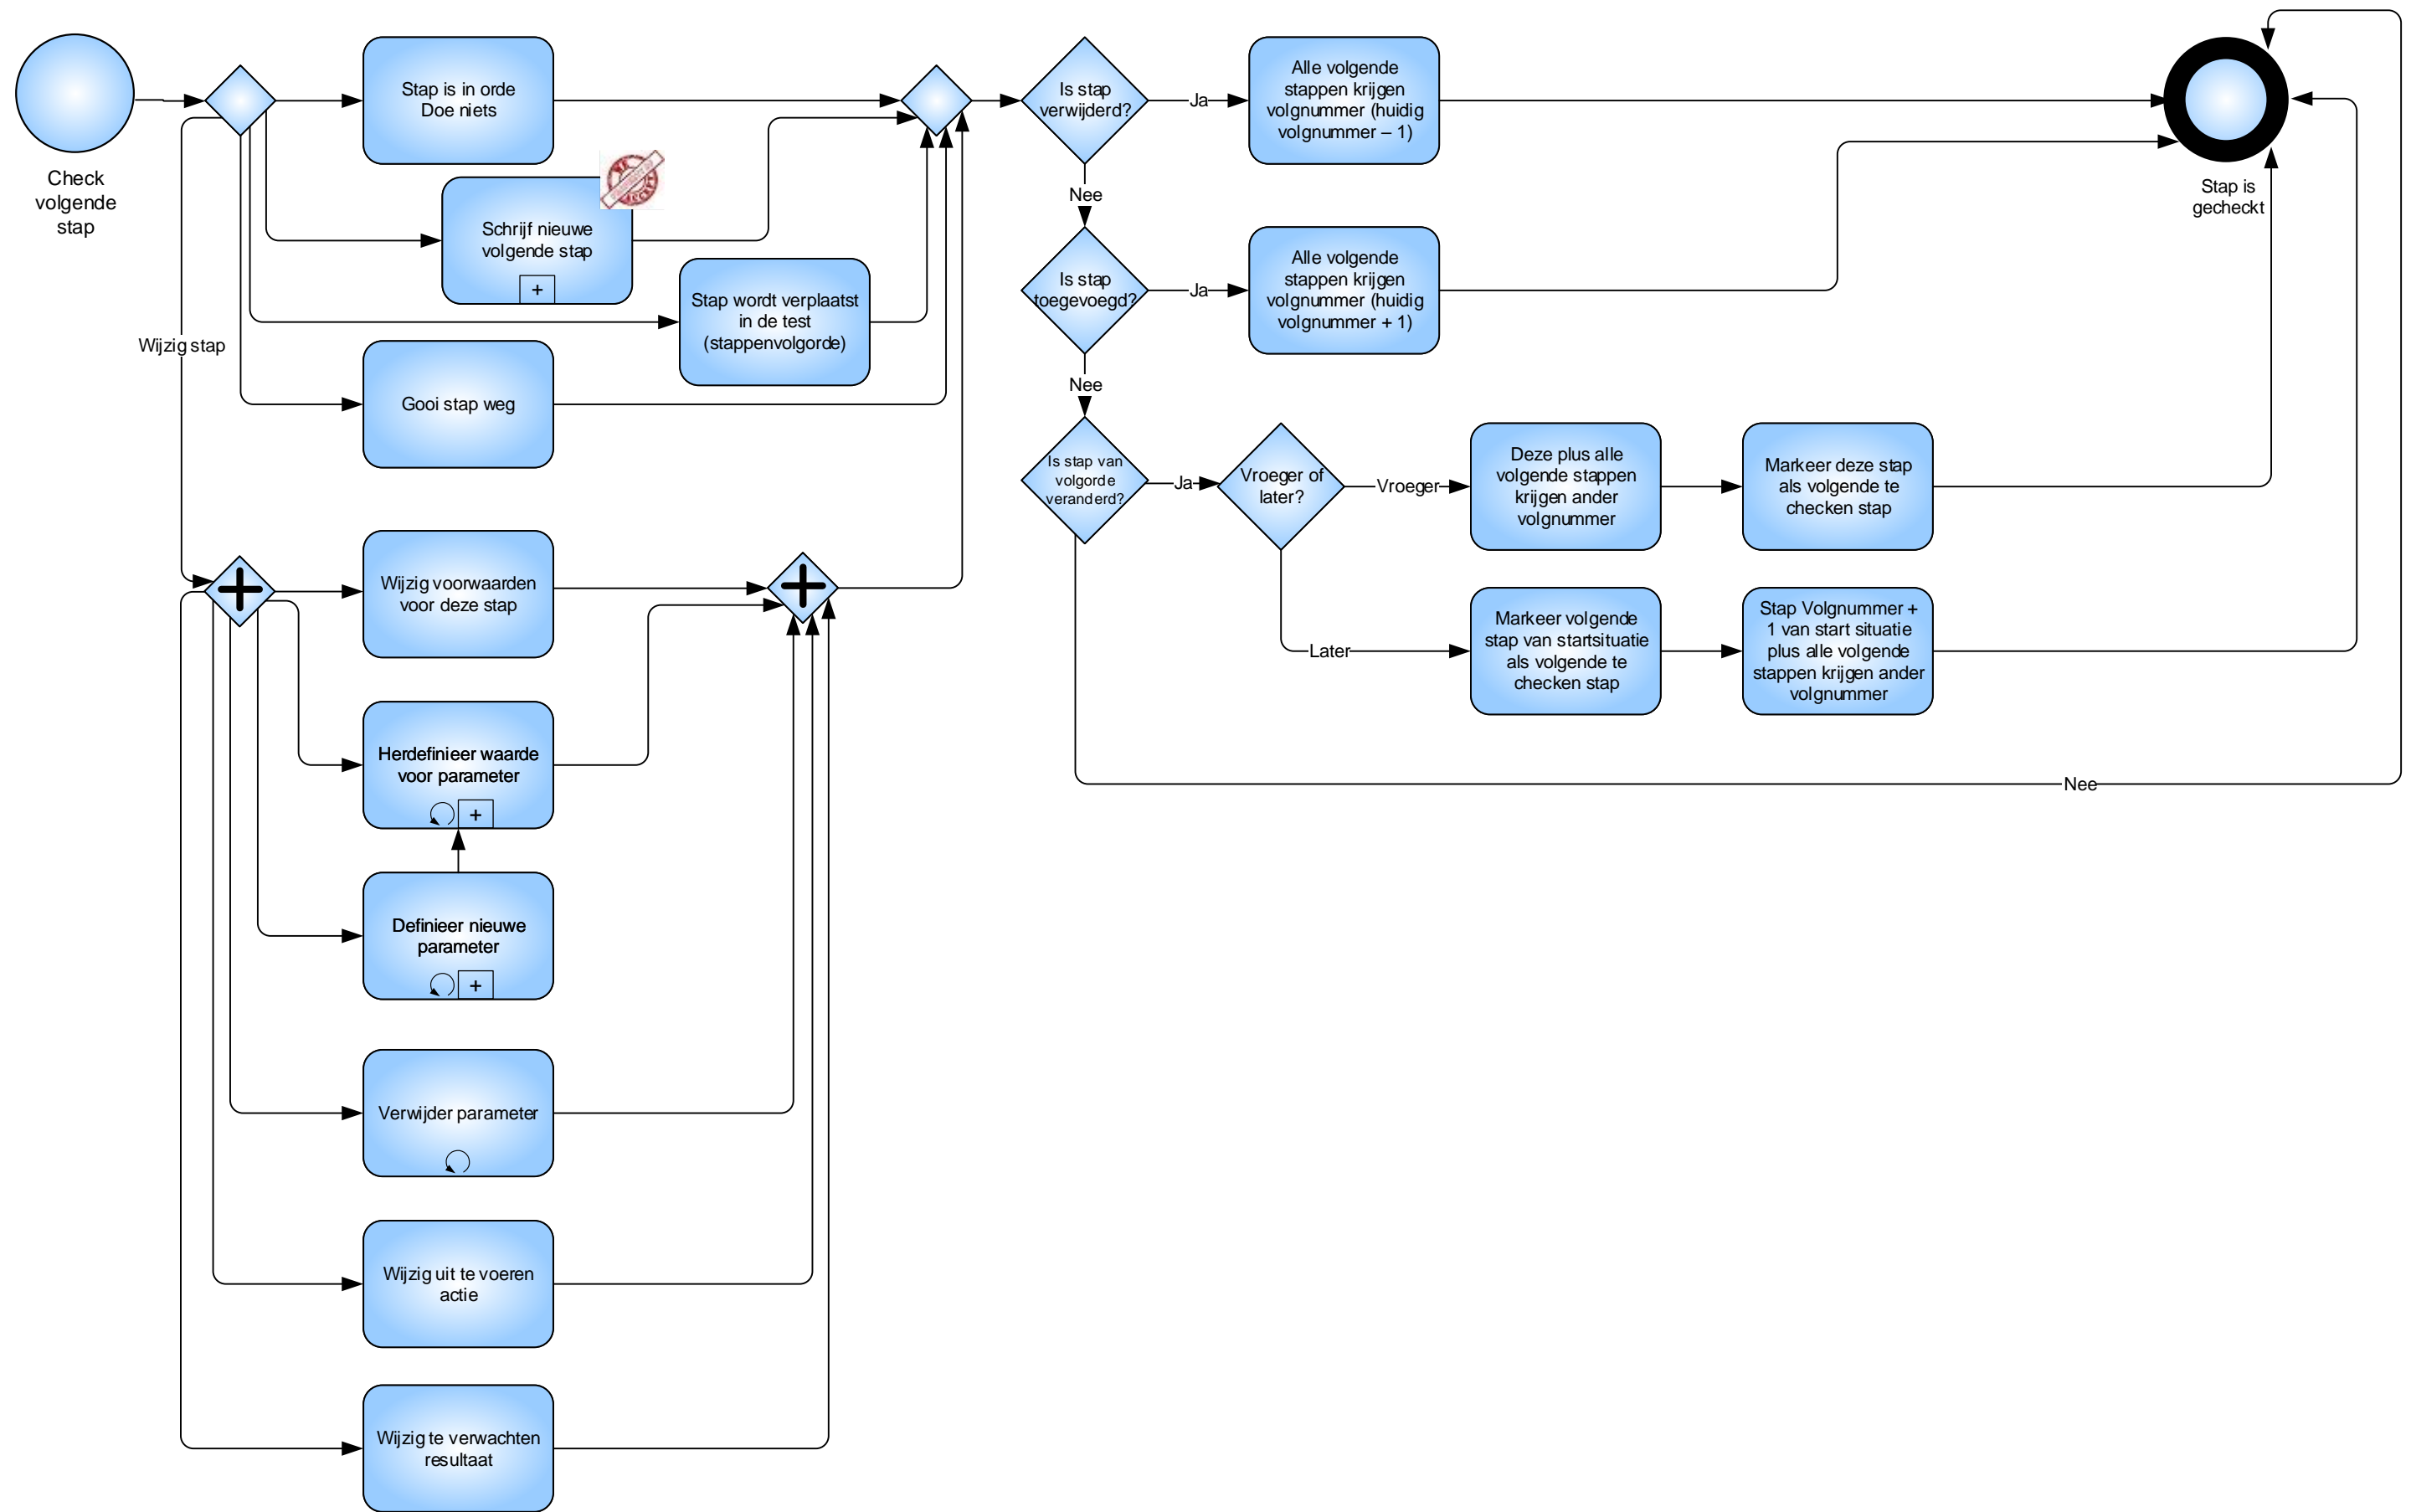 Check
volgende
stap
Stap is in orde
Doe niets
Schrijf nieuwe
volgende stap
+
Stap wordt verplaatst
in de test
(stappenvolgorde)
Wijzig stap
Gooi stap weg
Wijzig voorwaarden
voor deze stap
Herdefinieer waarde
voor parameter
+
Definieer nieuwe
parameter
+
Verwijder parameter
Wijzig uit te voeren
actie
Wijzig te verwachten
resultaat
Is stap
verwijderd?
Ja
Alle volgende
stappen krijgen
volgnummer (huidig
volgnummer – 1)
Nee
Is stap
toegevoegd?
Ja
Alle volgende
stappen krijgen
volgnummer (huidig
volgnummer + 1)
Nee
Is stap van
volgorde
veranderd?
Ja
Vroeger of
later?
Vroeger
Deze plus alle
volgende stappen
krijgen ander
volgnummer
Markeer deze stap
als volgende te
checken stap
Later
Markeer volgende
stap van startsituatie
als volgende te
checken stap
Stap Volgnummer +
1 van start situatie
plus alle volgende
stappen krijgen ander
volgnummer
Nee
Stap is
gecheckt